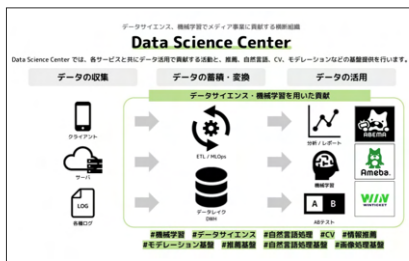 データサイエンス、機械学習でメディア事業に貢献する横断組織
Data Science Center
Data Science Center では、各サービスと共にデータ活用で貢献する活動と、推薦、自然言語、CV、モデレーションなどの基盤提供を行います。
データの収集
データの蓄積・変換
データの活用
データサイエンス・機械学習を用いた貢献
クライアント
サーバ
LOG
各種ログ
ETL / MLOps
データレイク
DWH
分析 / レポート
機械学習
A B
ABテスト
ABEMA
Ameba.
WIN
WINTICKET
#機械学習 #データサイエンス #自然言語処理 #CV #情報推薦
#モデレーション基盤 #推薦基盤 #自然言語処理基盤 #画像処理基盤